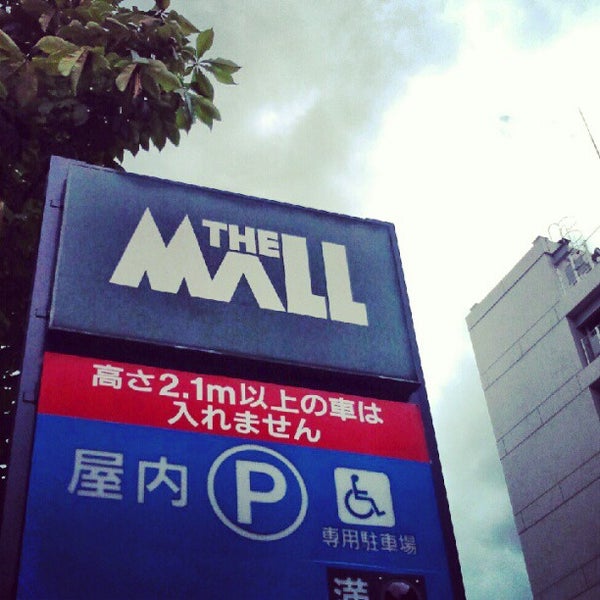 THE
MALL
高さ2.1m以上の車は
入れません
屋内 P
専用駐車場
満